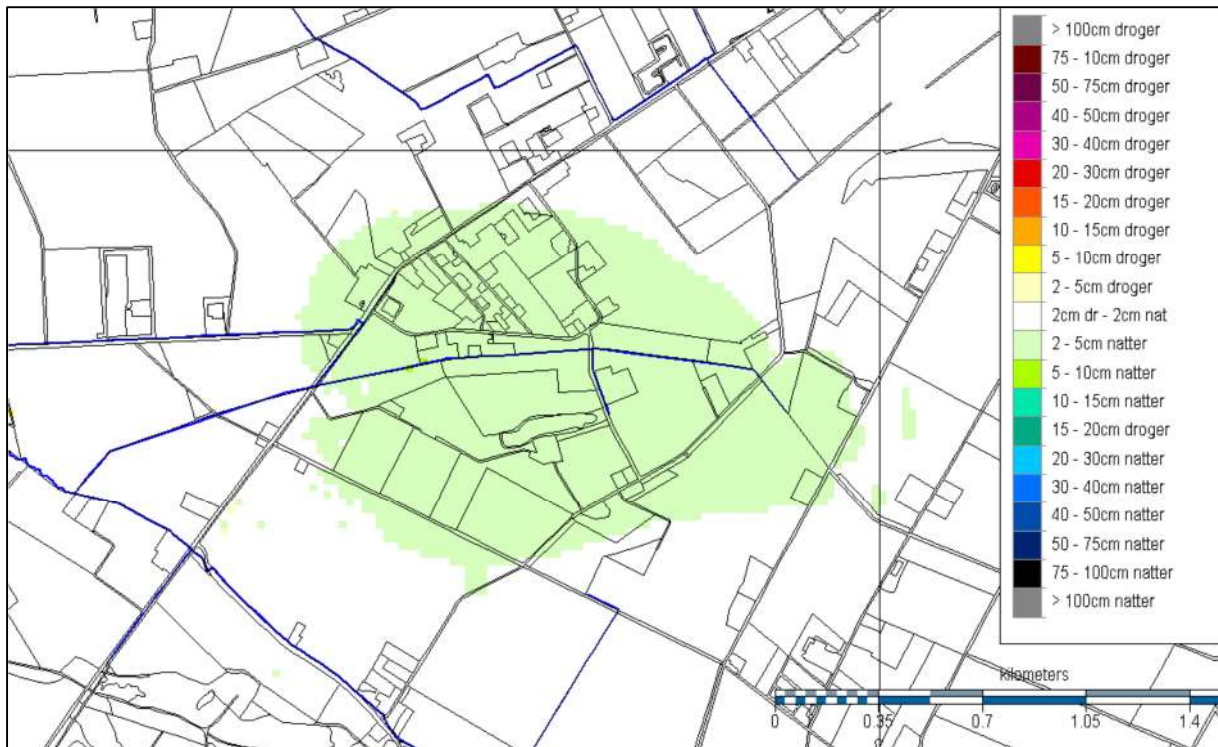 > 100cm droger
75 - 10cm droger
50 - 75cm droger
40 - 50cm droger
30 - 40cm droger
20 - 30cm droger
15 - 20cm droger
10 - 15cm droger
5 - 10cm droger
2 - 5cm droger
2cm dr - 2cm nat
2 - 5cm natter
5 - 10cm natter
10 - 15cm natter
15 - 20cm droger
20 - 30cm natter
30 - 40cm natter
40 - 50cm natter
50 - 75cm natter
75 - 100cm natter
> 100cm natter
kilometers
0 0.35 0.7 1.05 1.4